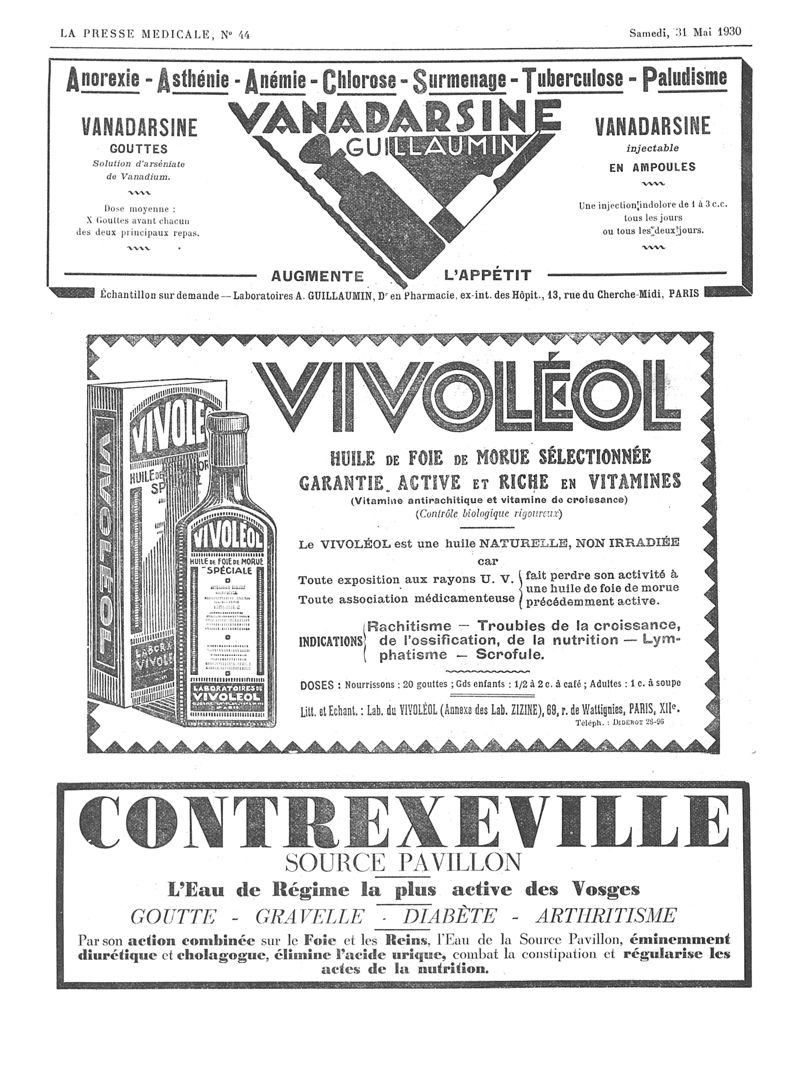 LA PRESSE MEDICALE, N° 44
Samedi, 31 Mai 1930
Anorexie - Asthénie - Anémie - Chlorose - Surmenage - Tuberculose - Paludisme
VANADARSINE
GUILLAUMIN
VANADARSINE
GOUTTES
Solution d'arséniate
de Vanadium.
Dose moyenne :
X Gouttes avant chacun
des deux principaux repas.
VANADARSINE
injectable
EN AMPOULES
Une injection indolore de 1 à 3 c.c.
tous les jours
ou tous les deux jours.
AUGMENTE L'APPÉTIT
Échantillon sur demande — Laboratoires A. GUILLAUMIN, Dr en Pharmacie, ex-int. des Hôpit., 13, rue du Cherche-Midi, PARIS
VIVOLÉOL
HUILE DE FOIE DE MORUE SÉLECTIONNÉE
GARANTIE ACTIVE ET RICHE EN VITAMINES
(Vitamine antirachitique et vitamine de croissance)
(Contrôle biologique rigoureux)
Le VIVOLÉOL est une huile NATURELLE, NON IRRADIÉE
car
Toute exposition aux rayons U. V.
Toute association médicamenteuse
fait perdre son activité à
une huile de foie de morue
précédemment active.
INDICATIONS
Rachitisme — Troubles de la croissance,
de l'ossification, de la nutrition — Lym-
phatisme — Scrofule.
DOSES : Nourrissons : 20 gouttes ; Gds enfants : 1/2 à 2 c. à café ; Adultes : 1 c. à soupe
Litt. et Echant. : Lab. du VIVOLÉOL (Annexe des Lab. ZIZINE), 69, r. de Wattignies, PARIS, XIIe.
Téléph. : DIDEROT 28-96
VIVOLÉ
HUILE DE
SP
VIVOLÉOL
LABORA
VIVOLÉ
VIVOLÉOL
HUILE DE FOIE DE MORUE
SPÉCIALE
LABORATOIRES DE
VIVOLÉOL
PARIS
CONTREXEVILLE
SOURCE PAVILLON
L'Eau de Régime la plus active des Vosges
GOUTTE - GRAVELLE - DIABÈTE - ARTHRITISME
Par son action combinée sur le Foie et les Reins, l'Eau de la Source Pavillon, éminemment
diurétique et cholagogue, élimine l'acide urique, combat la constipation et régularise les
actes de la nutrition.